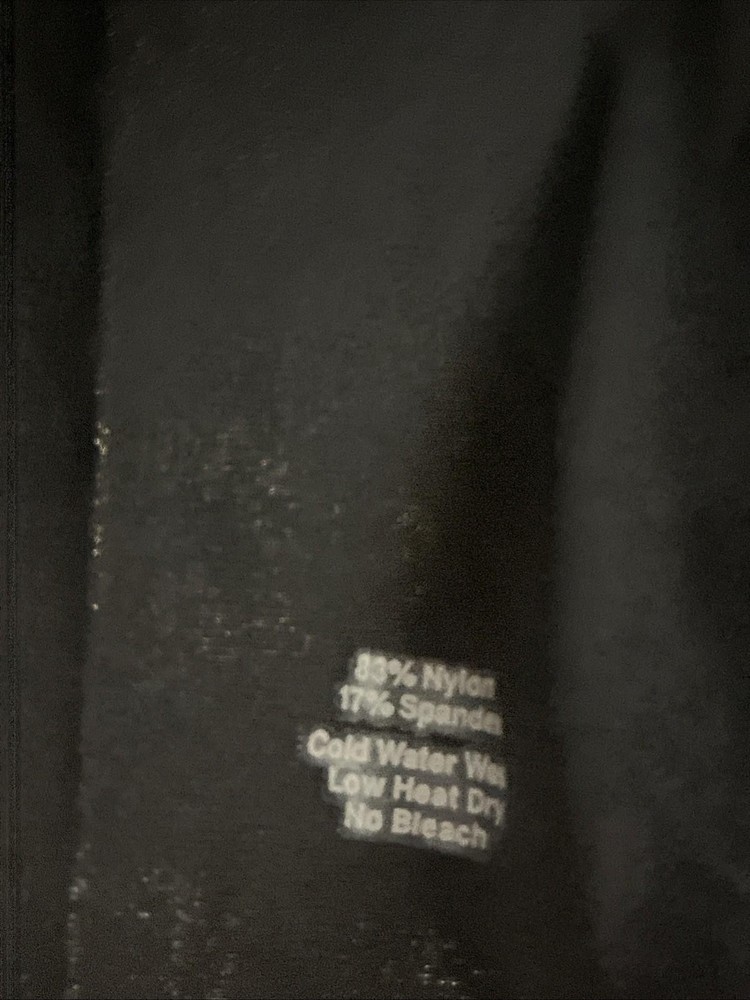 83% Nylon
17% Spande
Cold Water Wa
Low Heat Dry
No Bleach